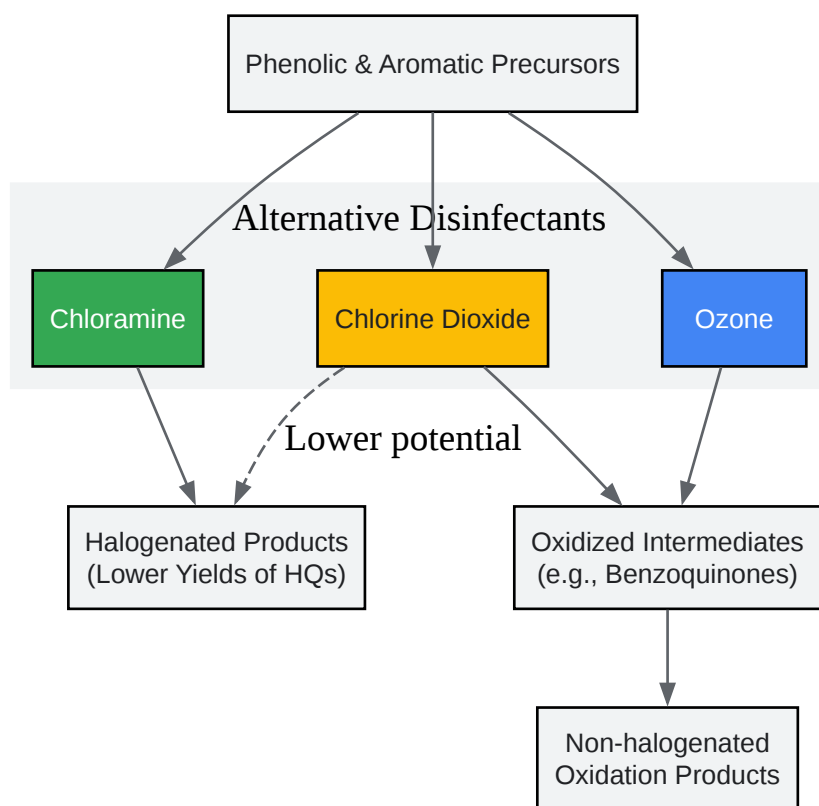 Phenolic & Aromatic Precursors
Alternative Disinfectants
Chloramine
Chlorine Dioxide
Ozone
Lower potential
Halogenated Products
(Lower Yields of HQs)
Oxidized Intermediates
(e.g., Benzoquinones)
Non-halogenated
Oxidation Products